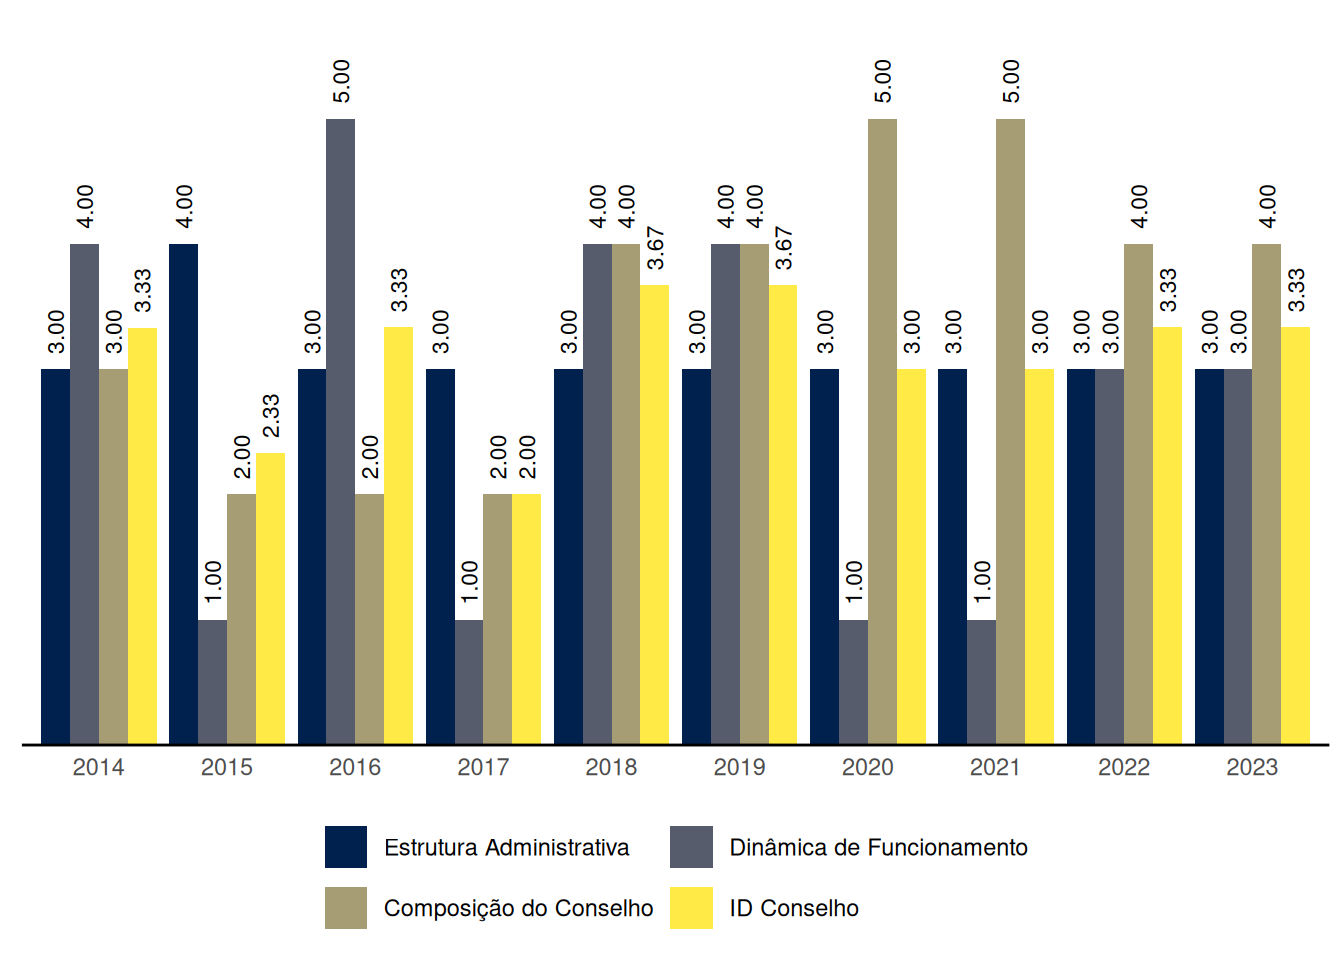 3.00 4.00 3.00 3.33 4.00 1.00 2.00 2.33 3.00 5.00 2.00 3.33 3.00 1.00 2.00 2.00 3.00 4.00 4.00 3.67 3.00 4.00 4.00 3.67 3.00 1.00 5.00 3.00 3.00 1.00 5.00 3.00 3.00 3.00 4.00 3.33 3.00 3.00 4.00 3.33
2014 2015 2016 2017 2018 2019 2020 2021 2022 2023
Estrutura Administrativa Dinâmica de Funcionamento
Composição do Conselho ID Conselho